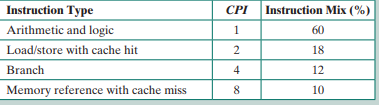 Instruction Type CPI Instruction Mix (%)
Arithmetic and logic 1 60
Load/store with cache hit 2 18
Branch 4 12
Memory reference with cache miss 8 10